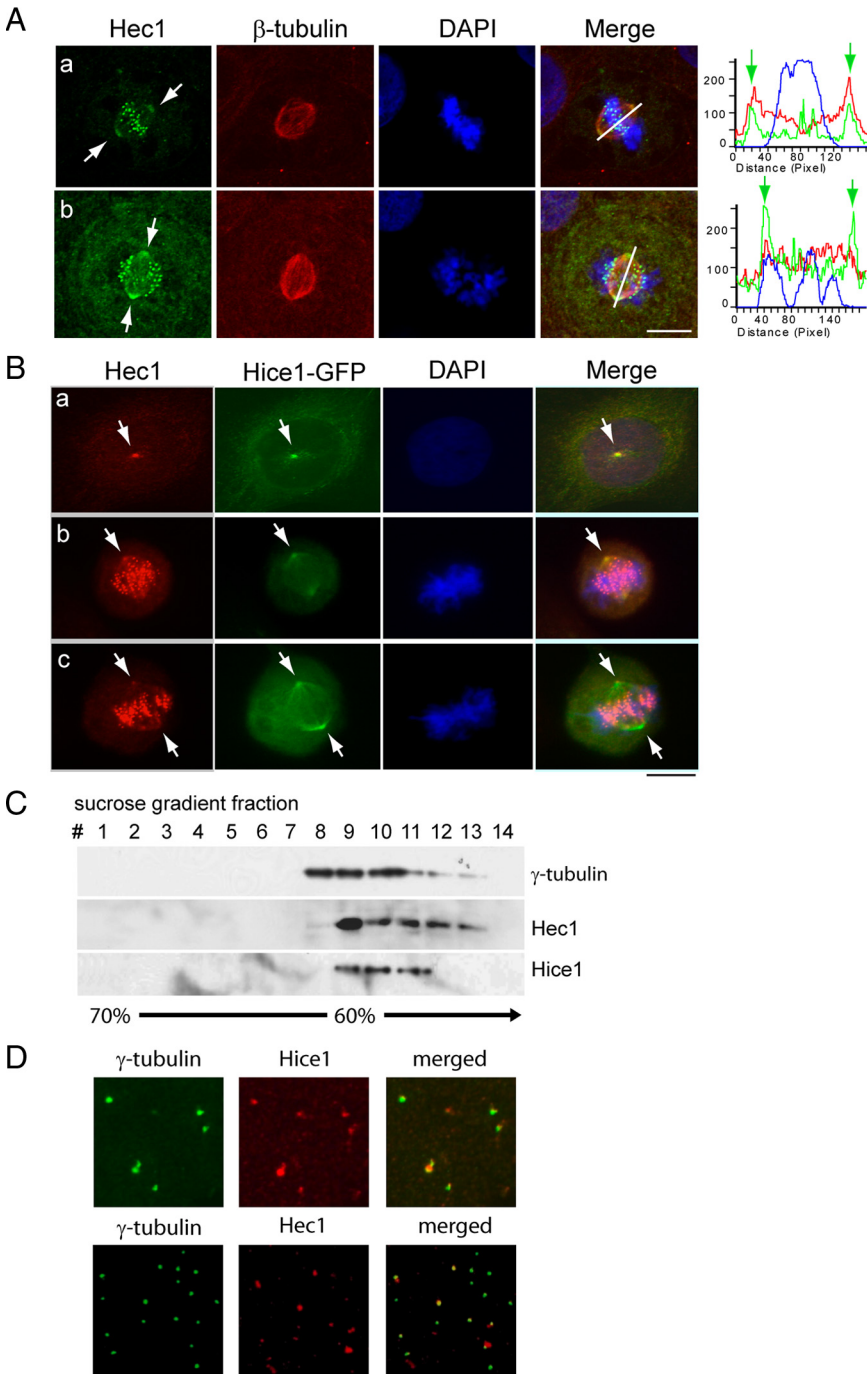 A
Hec1 β-tubulin DAPI Merge
a
200
100
0
0 40 80 120
Distance (Pixel)
b
200
100
0
0 40 80 140
Distance (Pixel)
B
Hec1 Hice1-GFP DAPI Merge
a
b
c
C
sucrose gradient fraction
# 1 2 3 4 5 6 7 8 9 10 11 12 13 14
γ-tubulin
Hec1
Hice1
70% 60%
D
γ-tubulin Hice1 merged
γ-tubulin Hec1 merged